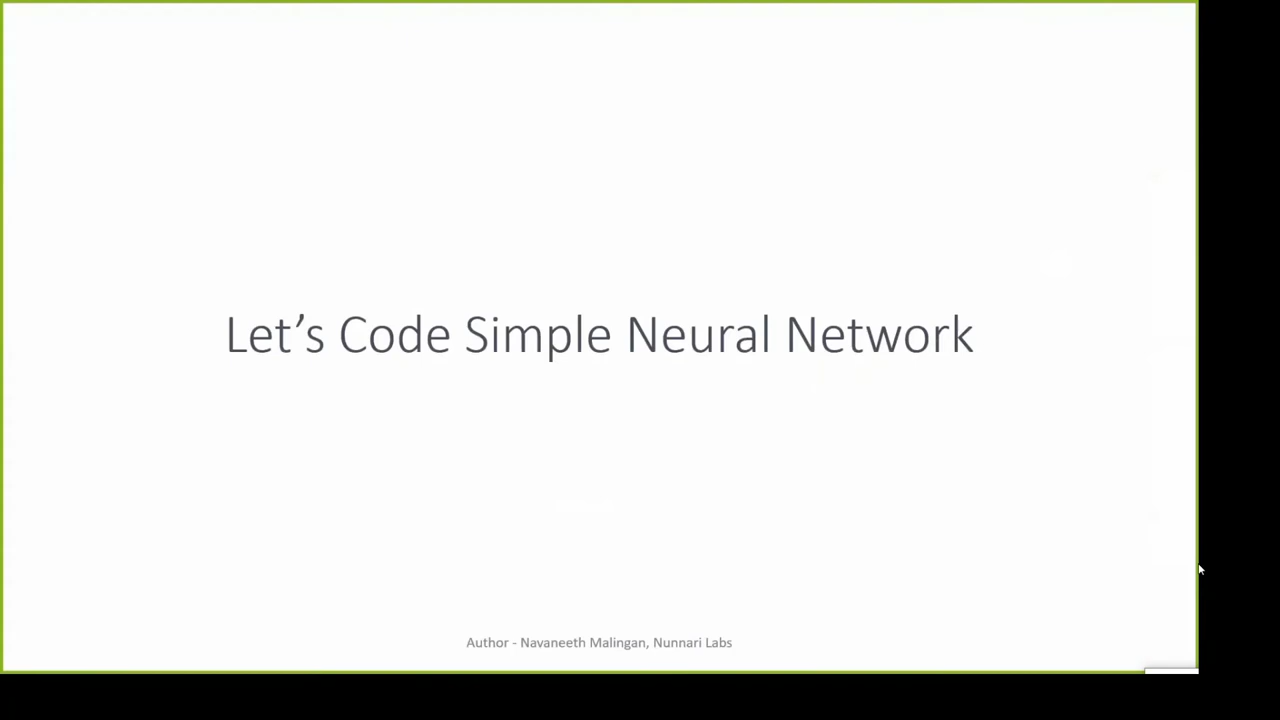 Let’s Code Simple Neural Network
Author - Navaneeth Malingan, Nunnari Labs